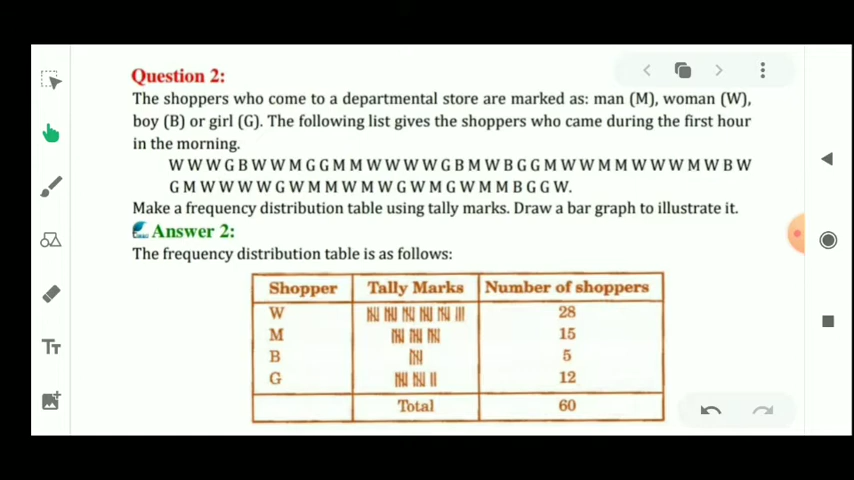 Question 2:
The shoppers who come to a departmental store are marked as: man (M), woman (W),
boy (B) or girl (G). The following list gives the shoppers who came during the first hour
in the morning.
W W W G B W W M G G M M W W W W G B M W B G G M W W M M W W W M W B W
G M W W W W G W M M W M W G W M G W M M B G G W.
Make a frequency distribution table using tally marks. Draw a bar graph to illustrate it.
Answer 2:
The frequency distribution table is as follows:
Shopper Tally Marks Number of shoppers
W 28
M 15
B 5
G 12
Total 60
Tт